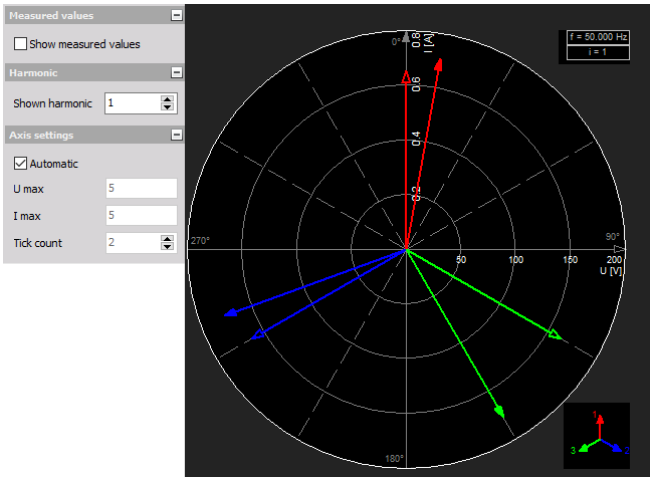 Measured values
Show measured values
Harmonic
Shown harmonic 1
Axis settings
Automatic
U max 5
I max 5
Tick count 2
f = 50.000 Hz
i = 1
0°
0.8
I [A]
0.6
0.4
0.2
270°
90°
50 100 150 200
U [V]
180°
1
3 2